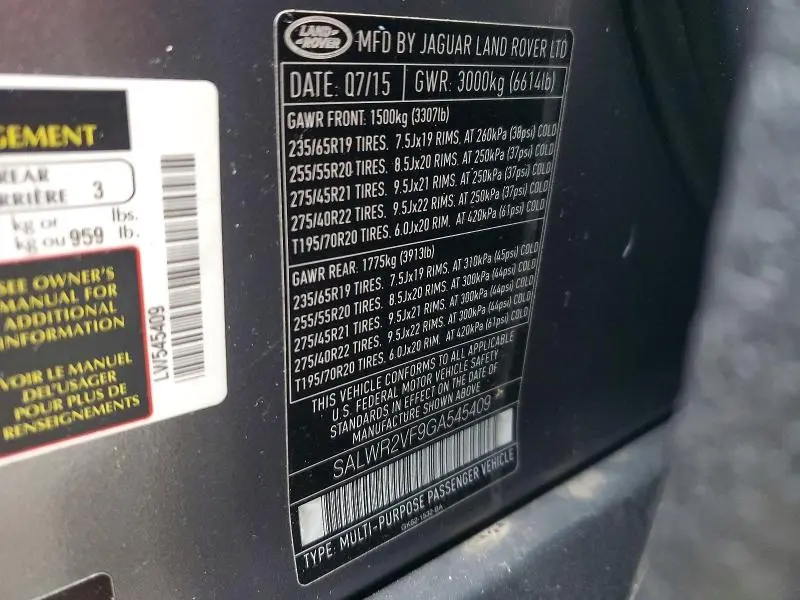 GEMENT
REAR
RRIÈRE 3
kg or lbs.
kg ou 959 lb.
SEE OWNER'S
MANUAL FOR
ADDITIONAL
INFORMATION
VOIR LE MANUEL
DEL'USAGER
POUR PLUS DE
RENSEIGNEMENTS
LV/545409
LAND
ROVER
MFD BY JAGUAR LAND ROVER LTD
DATE: 07/15 GWR: 3000kg (6614lb)
GAWR FRONT: 1500kg (3307lb)
235/65R19 TIRES. 7.5Jx19 RIMS. AT 260kPa (38psi) COLD
255/55R20 TIRES. 8.5Jx20 RIMS. AT 250kPa (37psi) COLD
275/45R21 TIRES. 9.5Jx21 RIMS. AT 250kPa (37psi) COLD
275/40R22 TIRES. 9.5Jx22 RIMS. AT 250kPa (37psi) COLD
T195/70R20 TIRES. 6.0Jx20 RIM. AT 420kPa (61psi) COLD
GAWR REAR: 1775kg (3913lb)
235/65R19 TIRES. 7.5Jx19 RIMS. AT 310kPa (45psi) COLD
255/55R20 TIRES. 8.5Jx20 RIMS. AT 300kPa (44psi) COLD
275/45R21 TIRES. 9.5Jx21 RIMS. AT 300kPa (44psi) COLD
275/40R22 TIRES. 9.5Jx22 RIMS. AT 300kPa (44psi) COLD
T195/70R20 TIRES. 6.0Jx20 RIM. AT 420kPa (61psi) COLD
THIS VEHICLE CONFORMS TO ALL APPLICABLE
U.S. FEDERAL MOTOR VEHICLE SAFETY
STANDARDS IN EFFECT ON THE DATE OF
MANUFACTURE SHOWN ABOVE
SALWR2VF9GA545409
TYPE: MULTI-PURPOSE PASSENGER VEHICLE
GX62-1532-BA